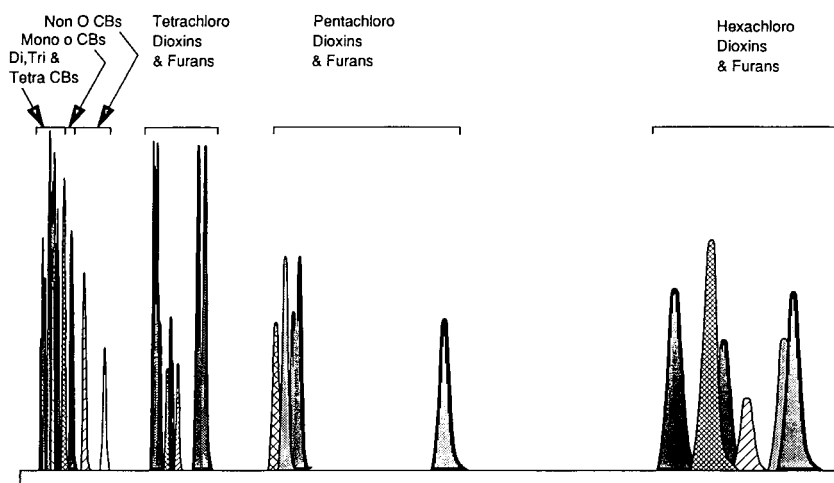 Non O CBs
Mono o CBs
Di,Tri &
Tetra CBs
Tetrachloro
Dioxins
& Furans
Pentachloro
Dioxins
& Furans
Hexachloro
Dioxins
& Furans